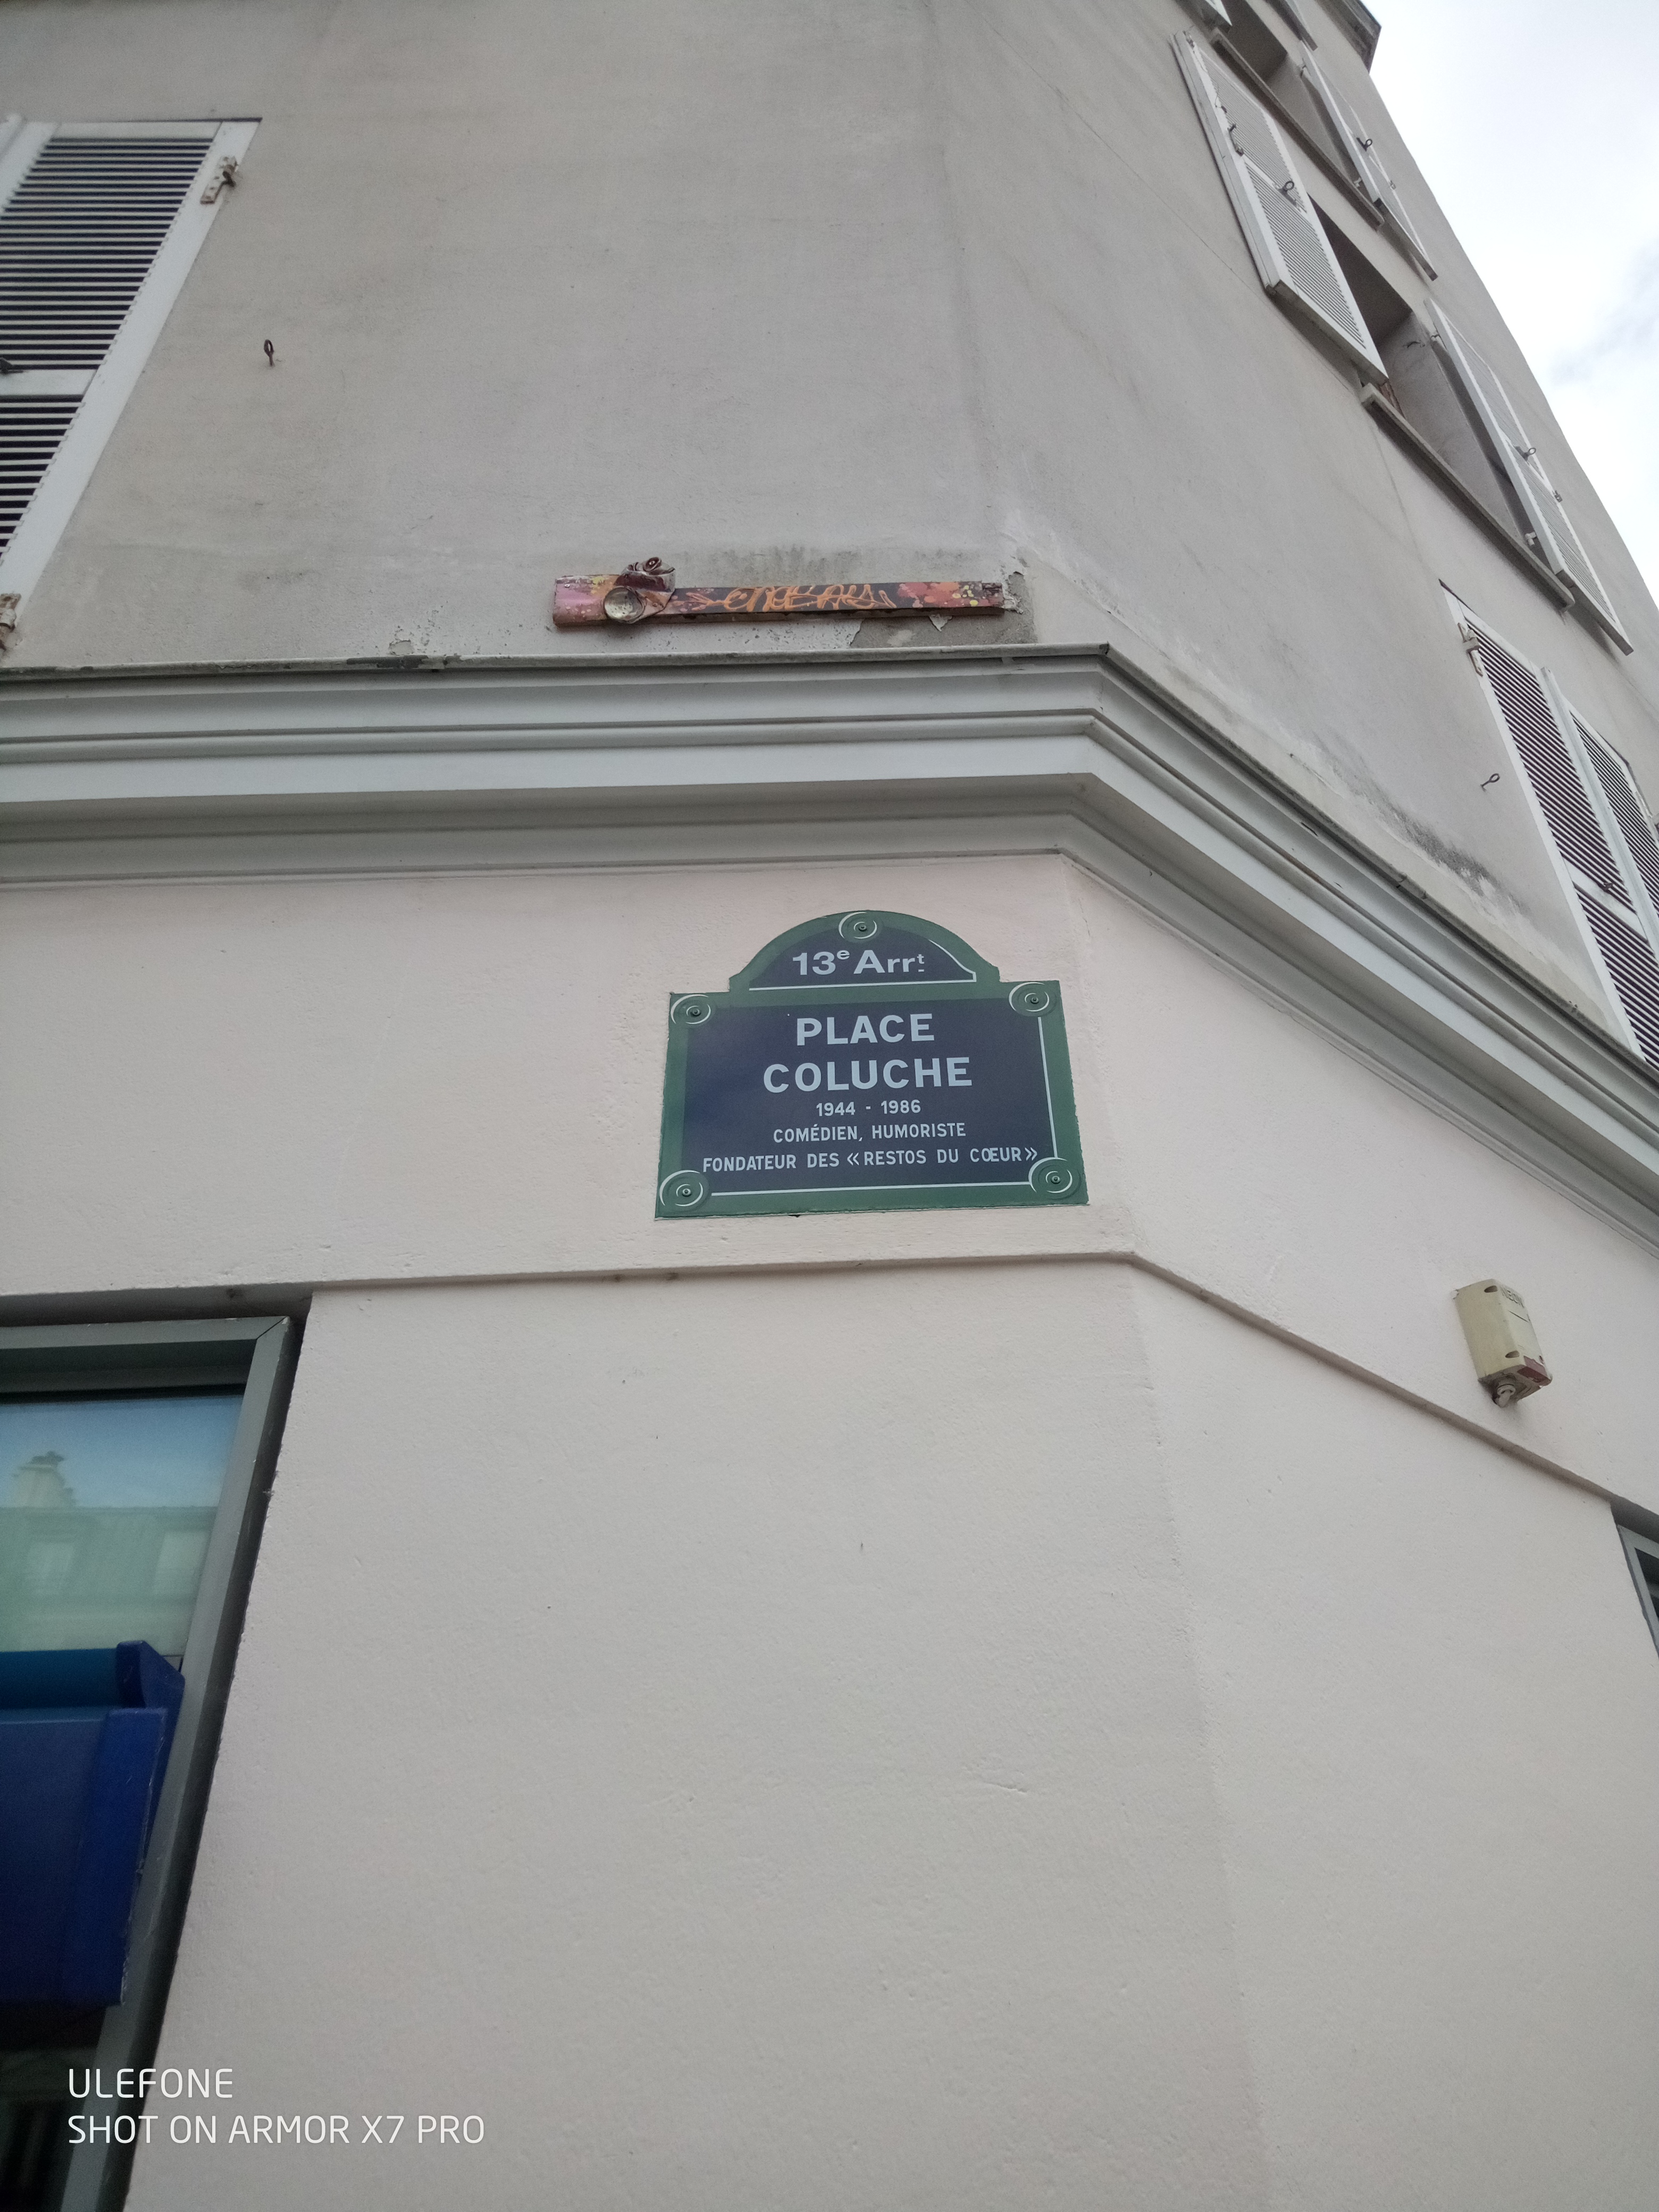 13e Arrt
PLACE
COLUCHE
1944 - 1986
COMÉDIEN, HUMORISTE
FONDATEUR DES « RESTOS DU CŒUR »
ULEFONE
SHOT ON ARMOR X7 PRO